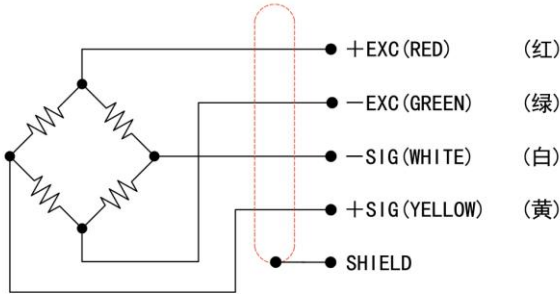 +EXC(RED) (红)
-EXC(GREEN) (绿)
-SIG(WHITE) (白)
+SIG(YELLOW) (黄)
SHIELD